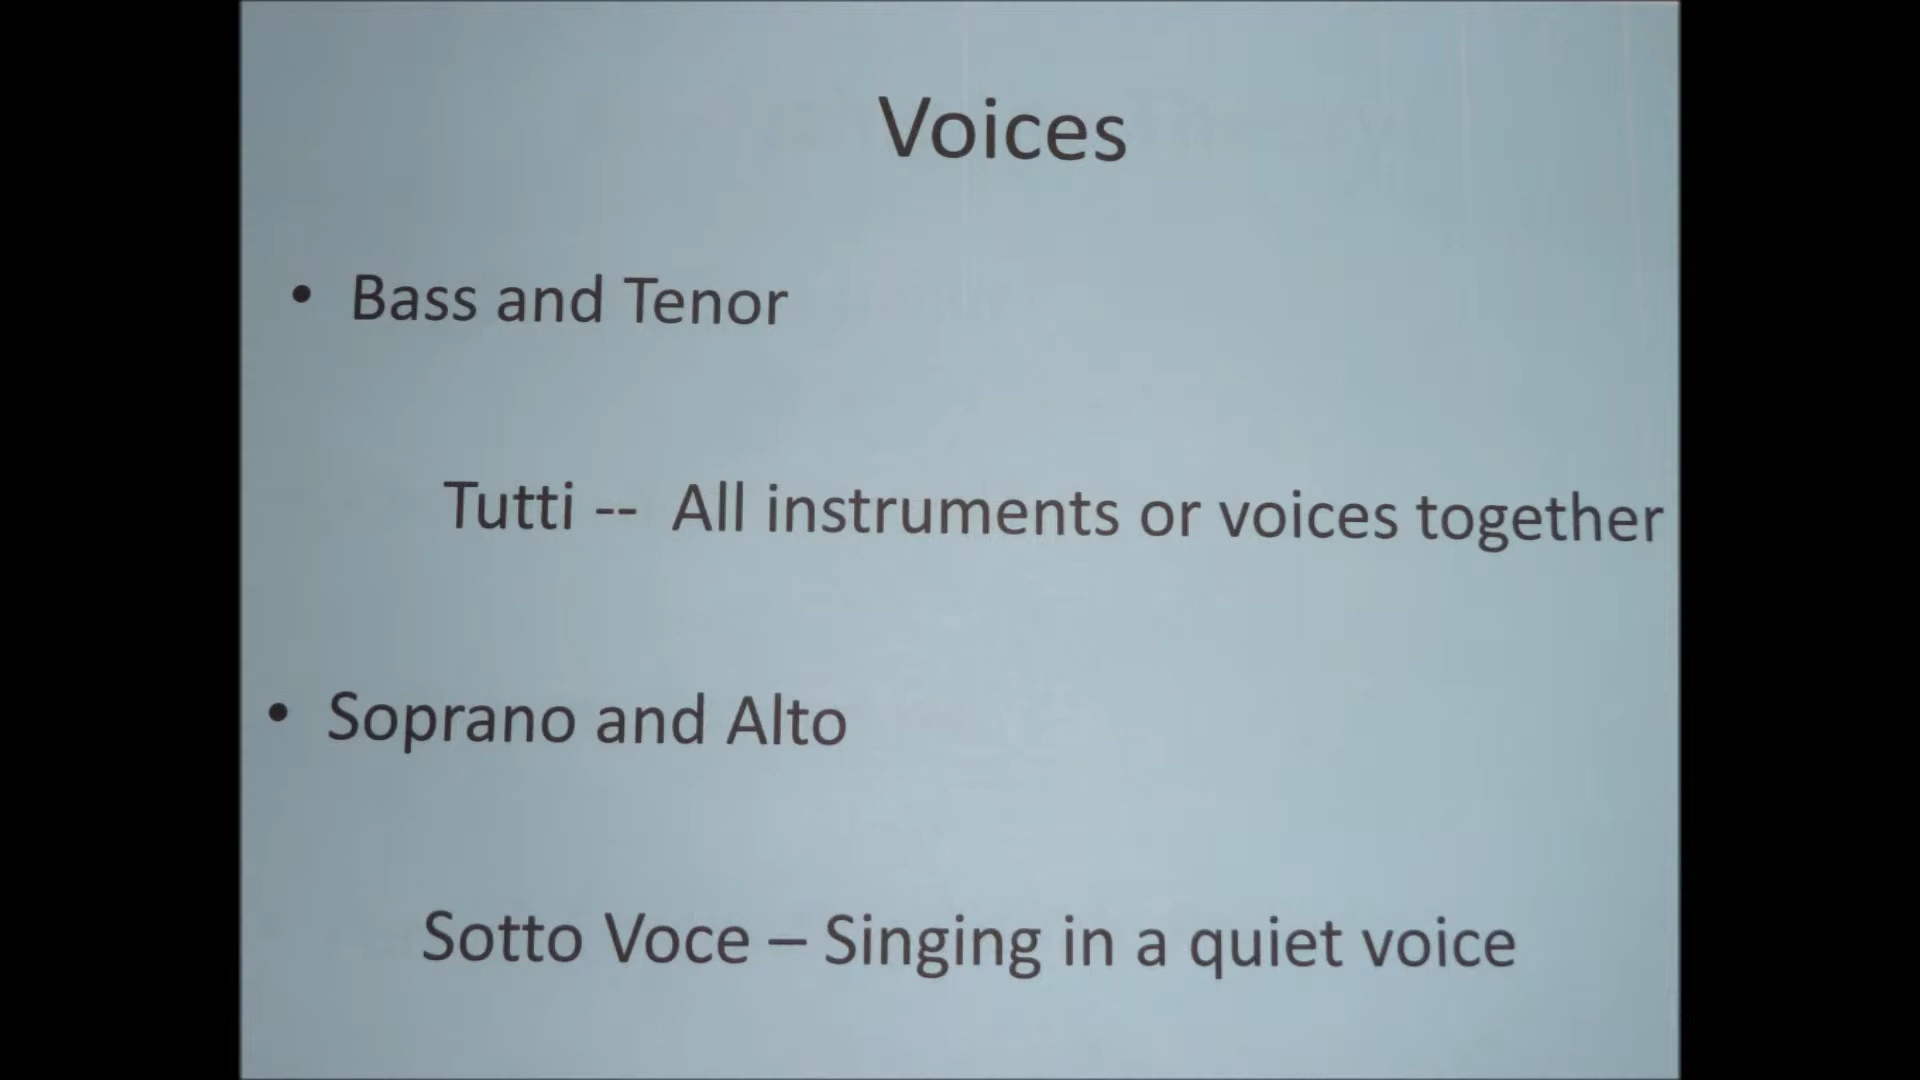 Voices
• Bass and Tenor
Tutti -- All instruments or voices together
• Soprano and Alto
Sotto Voce – Singing in a quiet voice